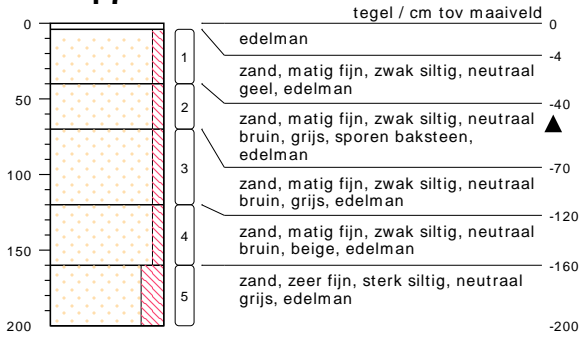 tegel / cm tov maaiveld
0
0
edelman
-4
1
zand, matig fijn, zwak siltig, neutraal
geel, edelman
50
2
-40
zand, matig fijn, zwak siltig, neutraal
bruin, grijs, sporen baksteen,
edelman
100
3
-70
zand, matig fijn, zwak siltig, neutraal
bruin, grijs, edelman
-120
150
4
zand, matig fijn, zwak siltig, neutraal
bruin, beige, edelman
-160
5
zand, zeer fijn, sterk siltig, neutraal
grijs, edelman
200
-200